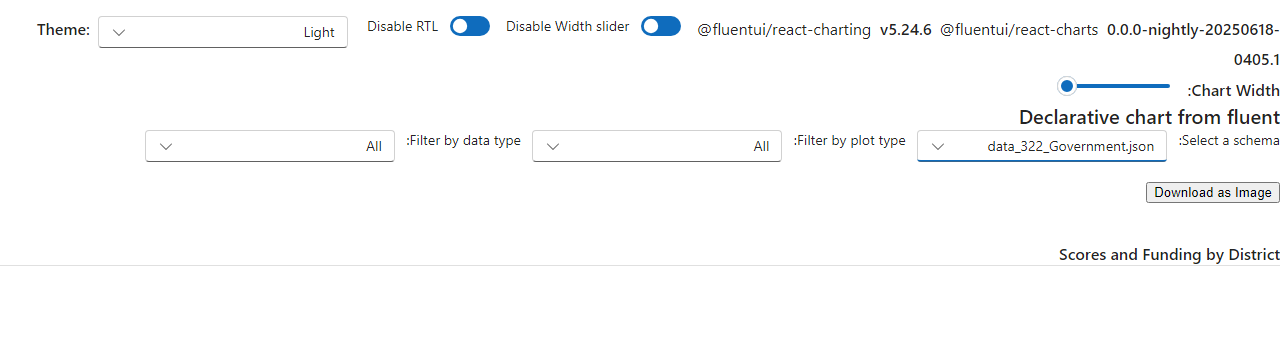 Theme: Light Disable RTL Disable Width slider @fluentui/react-charting v5.24.6 @fluentui/react-charts 0.0.0-nightly-20250618-
0405.1
:Chart Width
Declarative chart from fluent
:Select a schema data_322_Government.json :Filter by plot type All :Filter by data type All
Download as Image
Scores and Funding by District